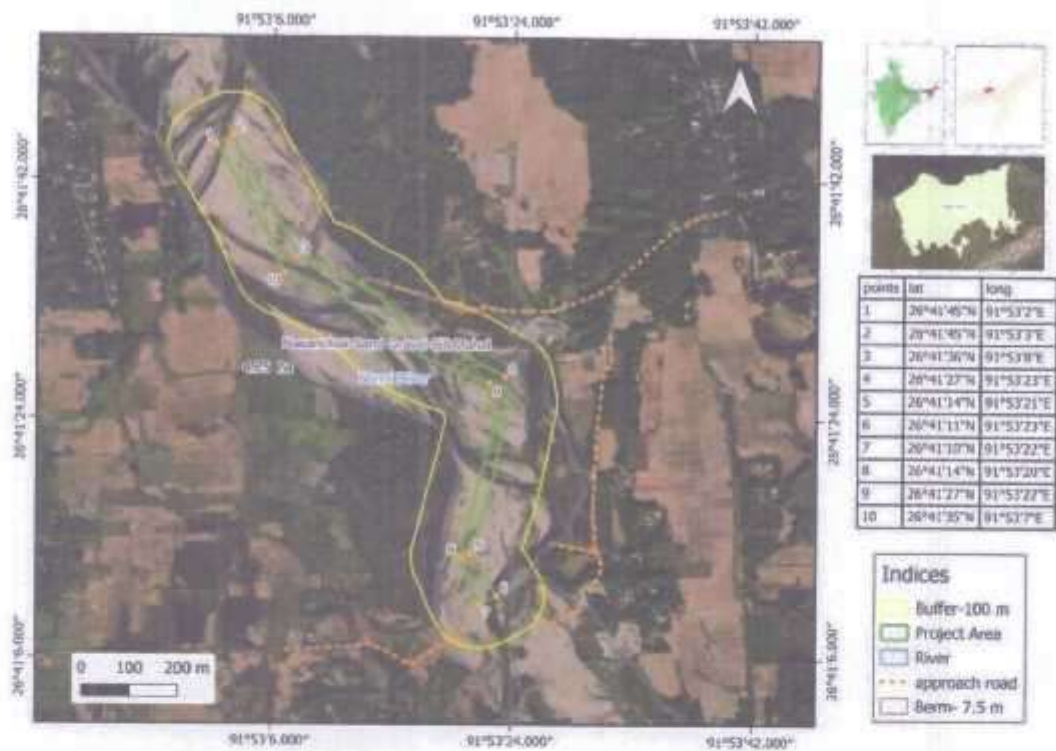 91°53'6.000"
91°53'24.000"
91°53'42.000"
26°41'42.000"
26°41'42.000"
26°41'24.000"
26°41'24.000"
26°41'6.000"
26°41'6.000"
0 100 200 m
91°53'6.000"
91°53'24.000"
91°53'42.000"
points lat long
1 26°41'45"N 91°53'2"E
2 26°41'45"N 91°53'3"E
3 26°41'36"N 91°53'8"E
4 26°41'27"N 91°53'23"E
5 26°41'14"N 91°53'21"E
6 26°41'11"N 91°53'23"E
7 26°41'10"N 91°53'22"E
8 26°41'14"N 91°53'20"E
9 26°41'27"N 91°53'22"E
10 26°41'35"N 91°53'7"E
Indices
Buffer-100 m
Project Area
River
approach road
Berm- 7.5 m